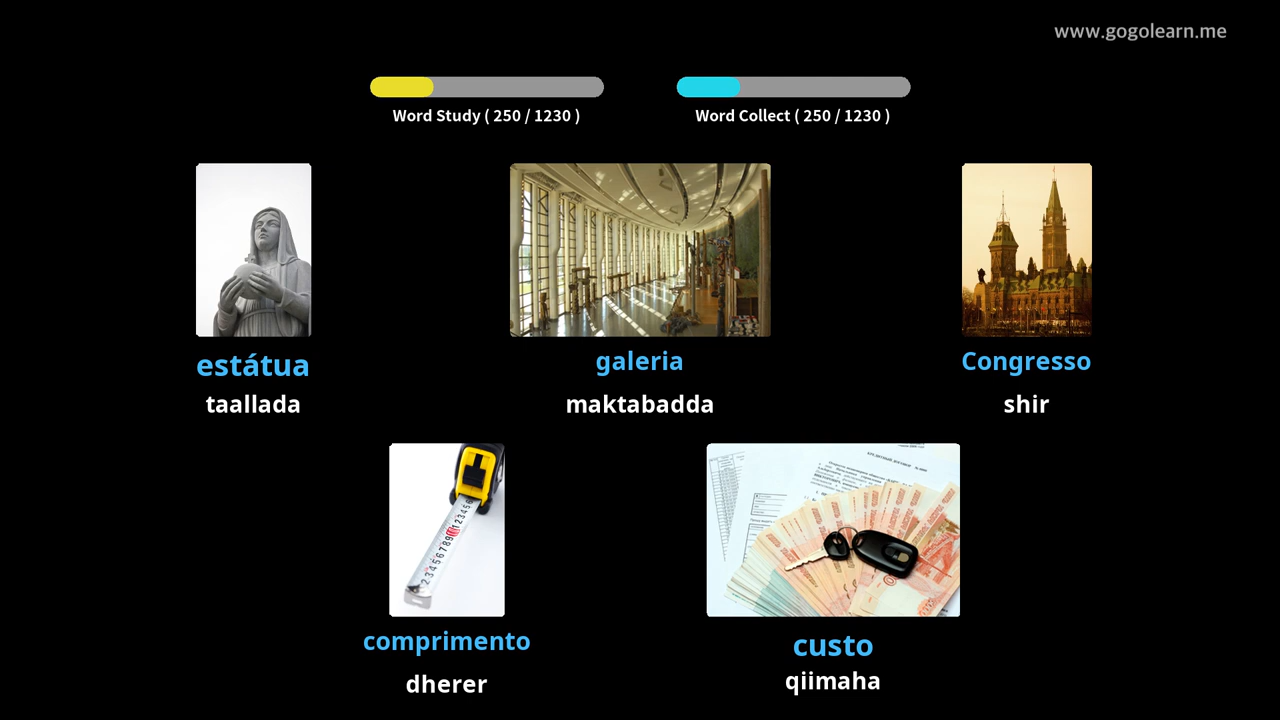 www.gogolearn.me
Word Study ( 250 / 1230 )
Word Collect ( 250 / 1230 )
estátua
taallada
galeria
maktabadda
Congresso
shir
comprimento
dherer
custo
qiimaha